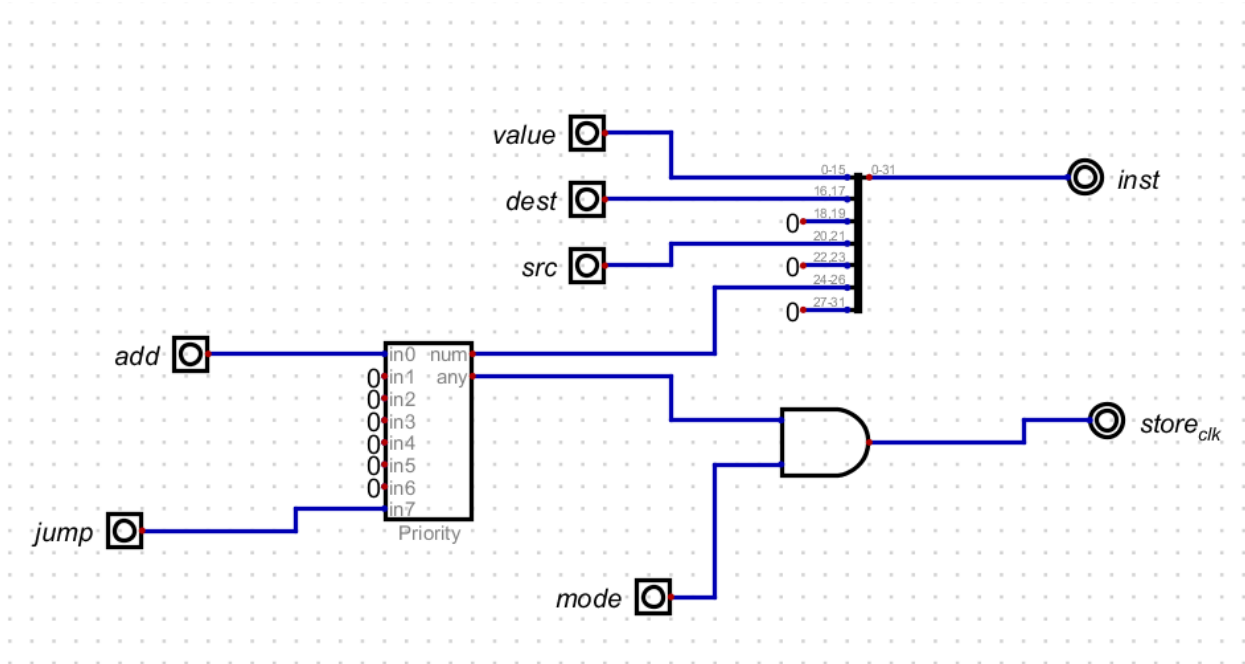 value
0-15 0-31
inst
dest
16,17
0 18,19
20,21
src
0 22,23
24-26
0 27-31
add
in0 num
0 in1 any
0 in2
0 in3
0 in4
0 in5
0 in6
in7
Priority
jump
store_clk
mode